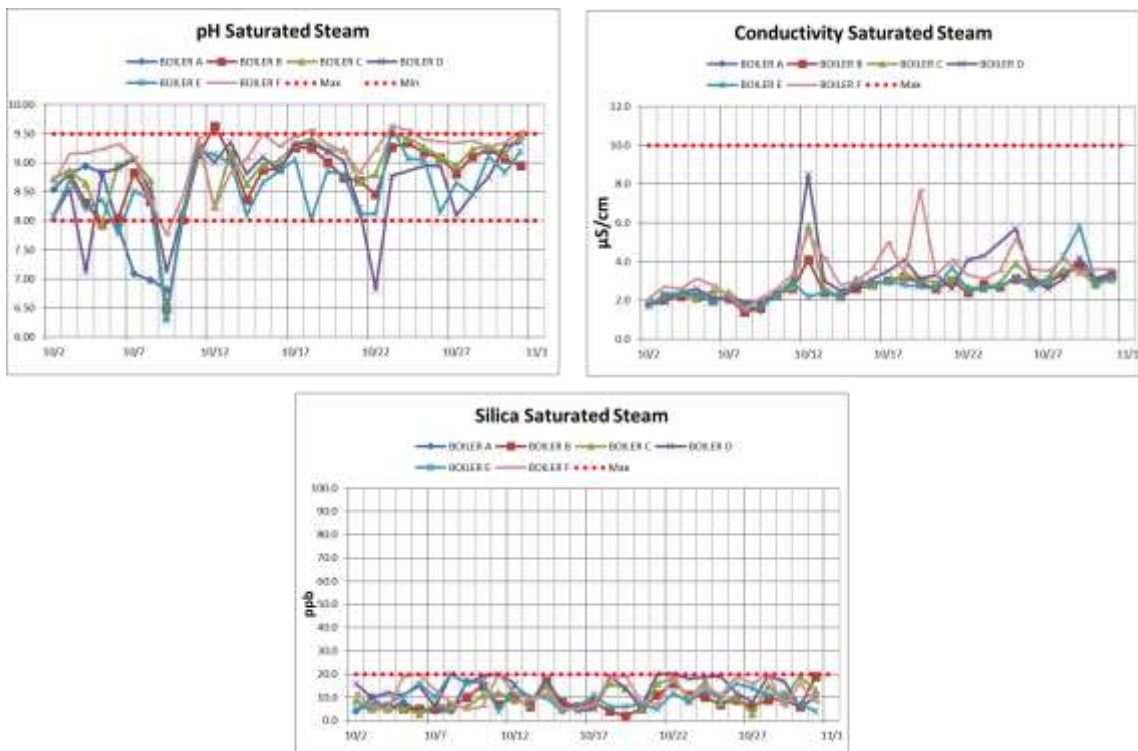 pH Saturated Steam
BOILER A BOILER B BOILER C BOILER D
BOILER E BOILER F Max Min
10.00
9.50
9.00
8.50
8.00
7.50
7.00
6.50
6.00
10/2 10/7 10/12 10/17 10/22 10/27 11/1
Conductivity Saturated Steam
BOILER A BOILER B BOILER C BOILER D
BOILER E BOILER F Max
µS/cm
12.0
10.0
8.0
6.0
4.0
2.0
0.0
10/2 10/7 10/12 10/17 10/22 10/27 11/1
Silica Saturated Steam
BOILER A BOILER B BOILER C BOILER D
BOILER E BOILER F Max
ppb
100.0
90.0
80.0
70.0
60.0
50.0
40.0
30.0
20.0
10.0
0.0
10/2 10/7 10/12 10/17 10/22 10/27 11/1